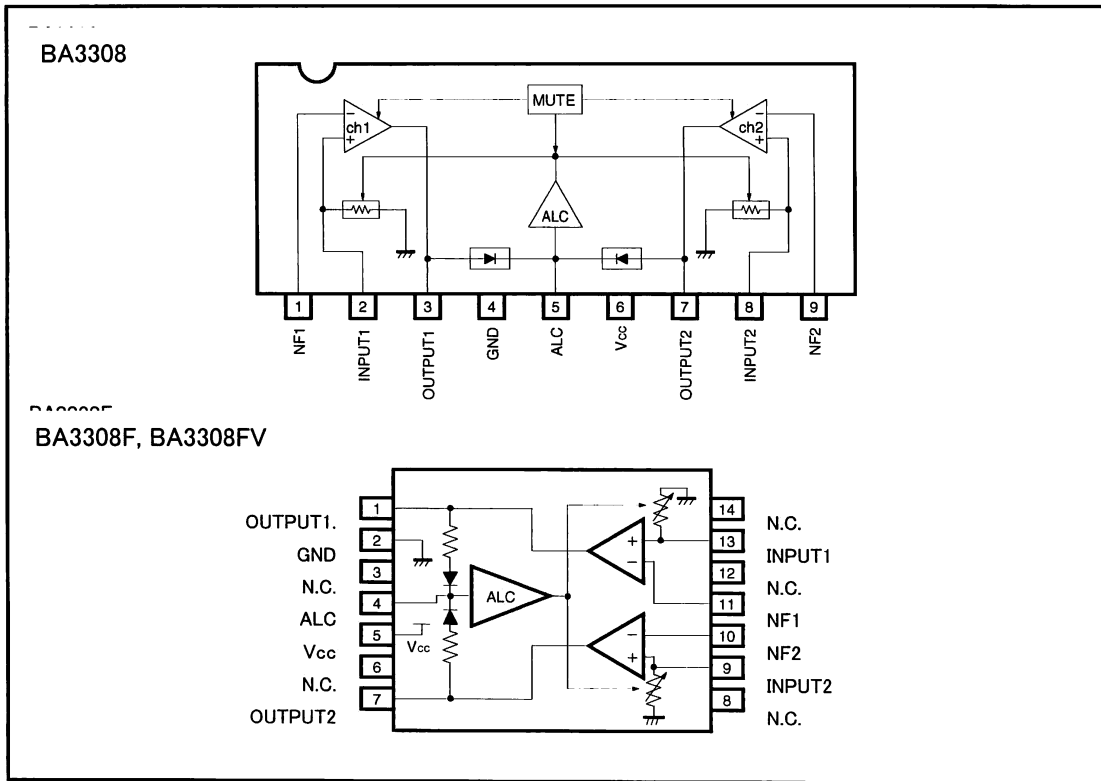 BA3308
MUTE
ch1
ch2
−
+
−
+
ALC
1 2 3 4 5 6 7 8 9
NF1 INPUT1 OUTPUT1 GND ALC Vcc OUTPUT2 INPUT2 NF2
BA3308F, BA3308FV
1
OUTPUT1.
2
GND
3
N.C.
4
ALC
5
Vcc
6
N.C.
7
OUTPUT2
ALC
Vcc
+
−
−
+
14
N.C.
13
INPUT1
12
N.C.
11
NF1
10
NF2
9
INPUT2
8
N.C.